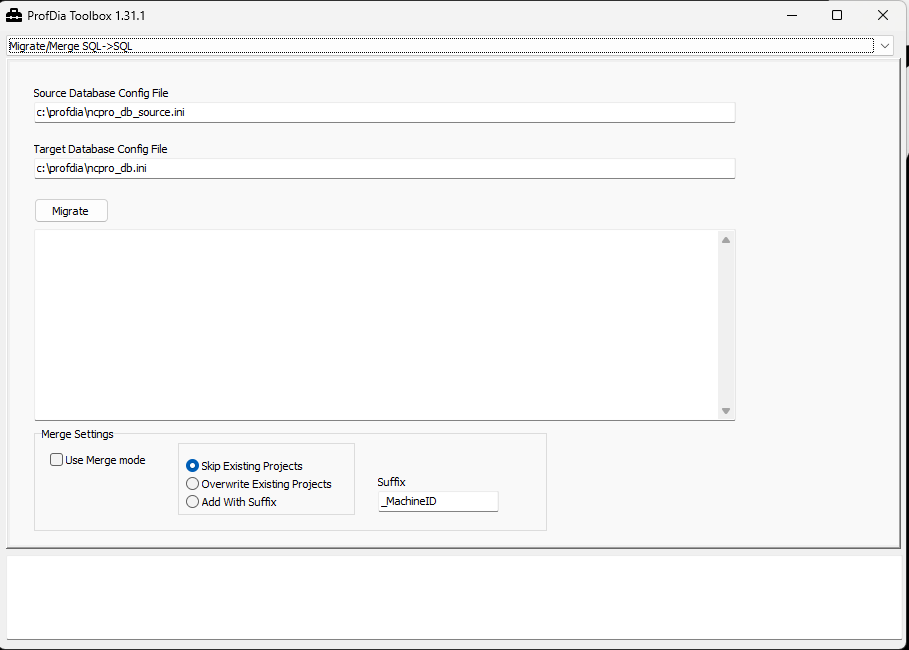 ProfDia Toolbox 1.31.1
Migrate/Merge SQL->SQL
Source Database Config File
c:\profdia\ncpro_db_source.ini
Target Database Config File
c:\profdia\ncpro_db.ini
Migrate
Merge Settings
Use Merge mode
Skip Existing Projects
Overwrite Existing Projects
Add With Suffix
Suffix
_MachineID